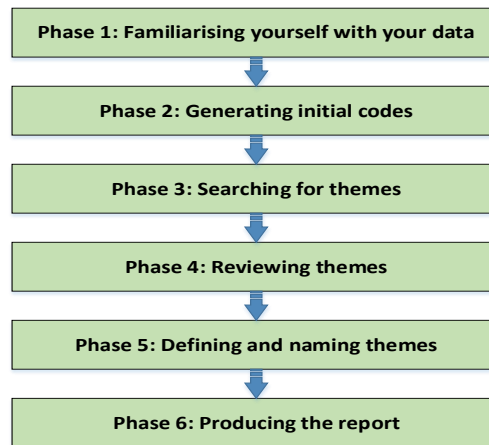 Phase 1: Familiarising yourself with your data
Phase 2: Generating initial codes
Phase 3: Searching for themes
Phase 4: Reviewing themes
Phase 5: Defining and naming themes
Phase 6: Producing the report